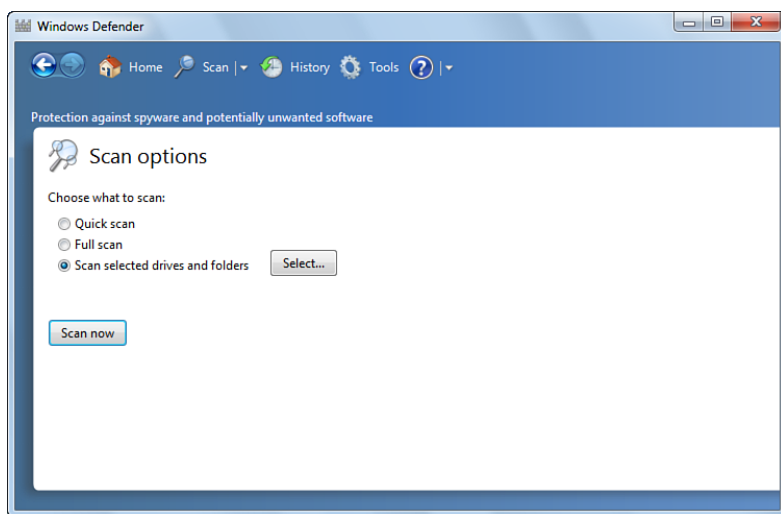 Windows Defender
Home Scan History Tools ?
Protection against spyware and potentially unwanted software
Scan options
Choose what to scan:
Quick scan
Full scan
Scan selected drives and folders Select...
Scan now